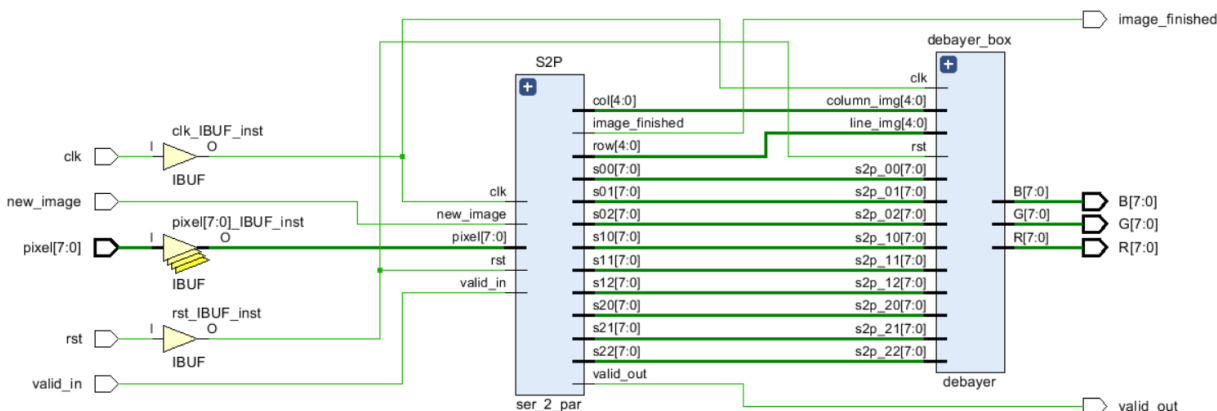 image_finished
debayer_box
S2P
clk
col[4:0] column_img[4:0]
image_finished
clk_IBUF_inst
row[4:0] line_img[4:0]
I O
clk
rst
IBUF
s00[7:0] s2p_00[7:0]
clk
s01[7:0] s2p_01[7:0]
B[7:0] B[7:0]
new_image
new_image
s02[7:0] s2p_02[7:0]
G[7:0] G[7:0]
pixel[7:0]_IBUF_inst
I O
pixel[7:0]
pixel[7:0]
s10[7:0] s2p_10[7:0]
R[7:0] R[7:0]
rst
s11[7:0] s2p_11[7:0]
IBUF
valid_in
s12[7:0] s2p_12[7:0]
rst_IBUF_inst
s20[7:0] s2p_20[7:0]
I O
rst
s21[7:0] s2p_21[7:0]
IBUF
s22[7:0] s2p_22[7:0]
valid_in
valid_out
debayer
ser_2_par
valid_out